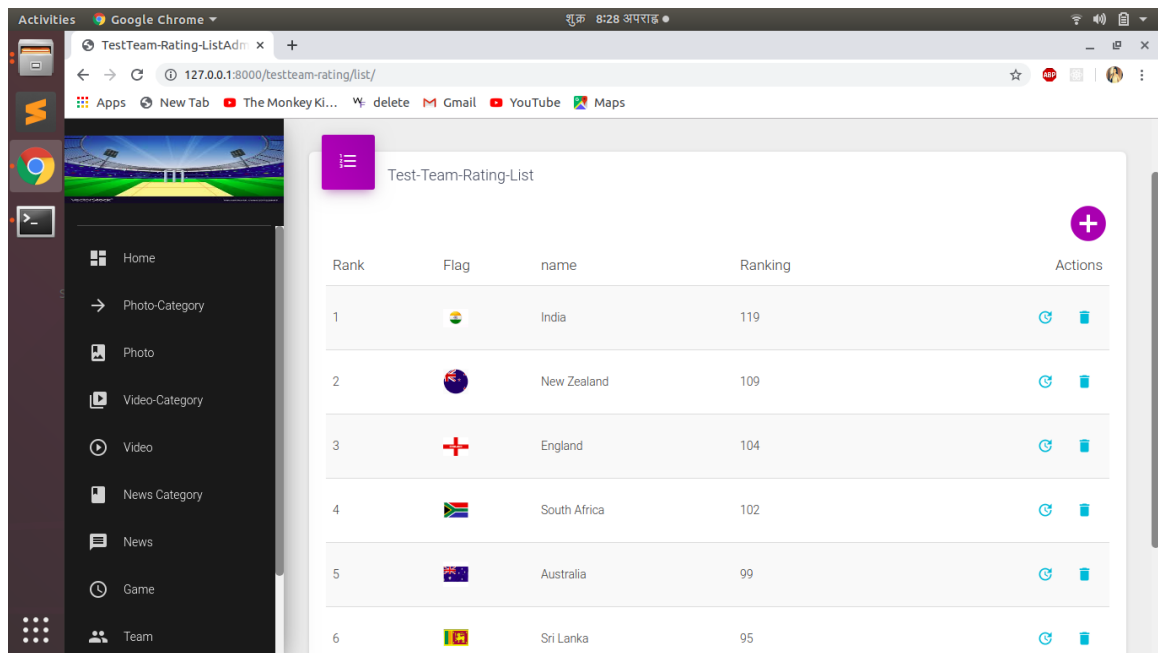 Activities Google Chrome शुक्र 8:28 अपराह्न
TestTeam-Rating-ListAdm
127.0.0.1:8000/testteam-rating/list/
ABP
Apps New Tab The Monkey Ki... delete Gmail YouTube Maps
Test-Team-Rating-List
Home
Photo-Category
Photo
Video-Category
Video
News Category
News
Game
Team
Rank Flag name Ranking Actions
1 India 119
2 New Zealand 109
3 England 104
4 South Africa 102
5 Australia 99
6 Sri Lanka 95